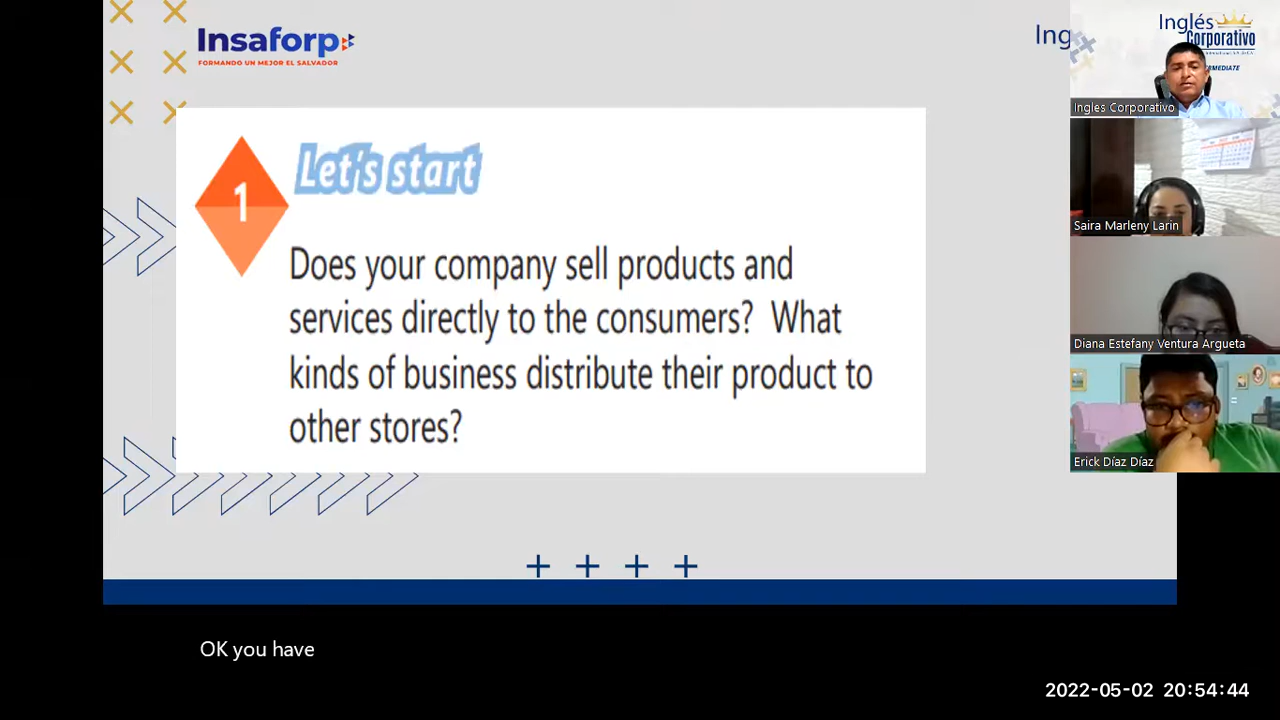 Insaforp
FORMANDO UN MEJOR EL SALVADOR
Ing
Inglés
Corporativo
1
Let's start
Does your company sell products and
services directly to the consumers? What
kinds of business distribute their product to
other stores?
Ingles Corporativo
Saira Marleny Larin
Diana Estefany Ventura Argueta
Erick Díaz Díaz
OK you have
2022-05-02 20:54:44